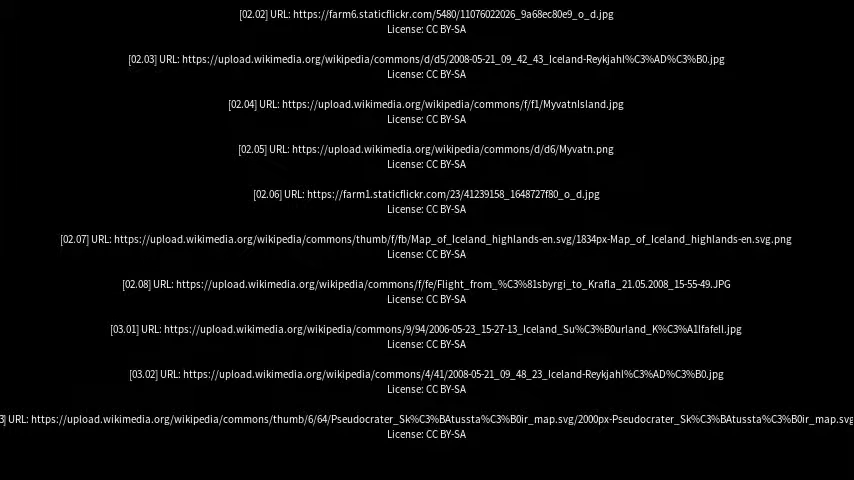 [02.02] URL: https://farm6.staticflickr.com/5480/11076022026_9a68ec80e9_o_d.jpg
License: CC BY-SA
[02.03] URL: https://upload.wikimedia.org/wikipedia/commons/d/d5/2008-05-21_09_42_43_Iceland-Reykjahl%C3%AD%C3%B0.jpg
License: CC BY-SA
[02.04] URL: https://upload.wikimedia.org/wikipedia/commons/f/f1/MyvatnIsland.jpg
License: CC BY-SA
[02.05] URL: https://upload.wikimedia.org/wikipedia/commons/d/d6/Myvatn.png
License: CC BY-SA
[02.06] URL: https://farm1.staticflickr.com/23/41239158_1648727f80_o_d.jpg
License: CC BY-SA
[02.07] URL: https://upload.wikimedia.org/wikipedia/commons/thumb/f/fb/Map_of_Iceland_highlands-en.svg/1834px-Map_of_Iceland_highlands-en.svg.png
License: CC BY-SA
[02.08] URL: https://upload.wikimedia.org/wikipedia/commons/f/fe/Flight_from_%C3%81sbyrgi_to_Krafla_21.05.2008_15-55-49.JPG
License: CC BY-SA
[03.01] URL: https://upload.wikimedia.org/wikipedia/commons/9/94/2006-05-23_15-27-13_Iceland_Su%C3%B0urland_K%C3%A1lfafell.jpg
License: CC BY-SA
[03.02] URL: https://upload.wikimedia.org/wikipedia/commons/4/41/2008-05-21_09_48_23_Iceland-Reykjahl%C3%AD%C3%B0.jpg
License: CC BY-SA
3] URL: https://upload.wikimedia.org/wikipedia/commons/thumb/6/64/Pseudocrater_Sk%C3%BAtussta%C3%B0ir_map.svg/2000px-Pseudocrater_Sk%C3%BAtussta%C3%B0ir_map.svg
License: CC BY-SA